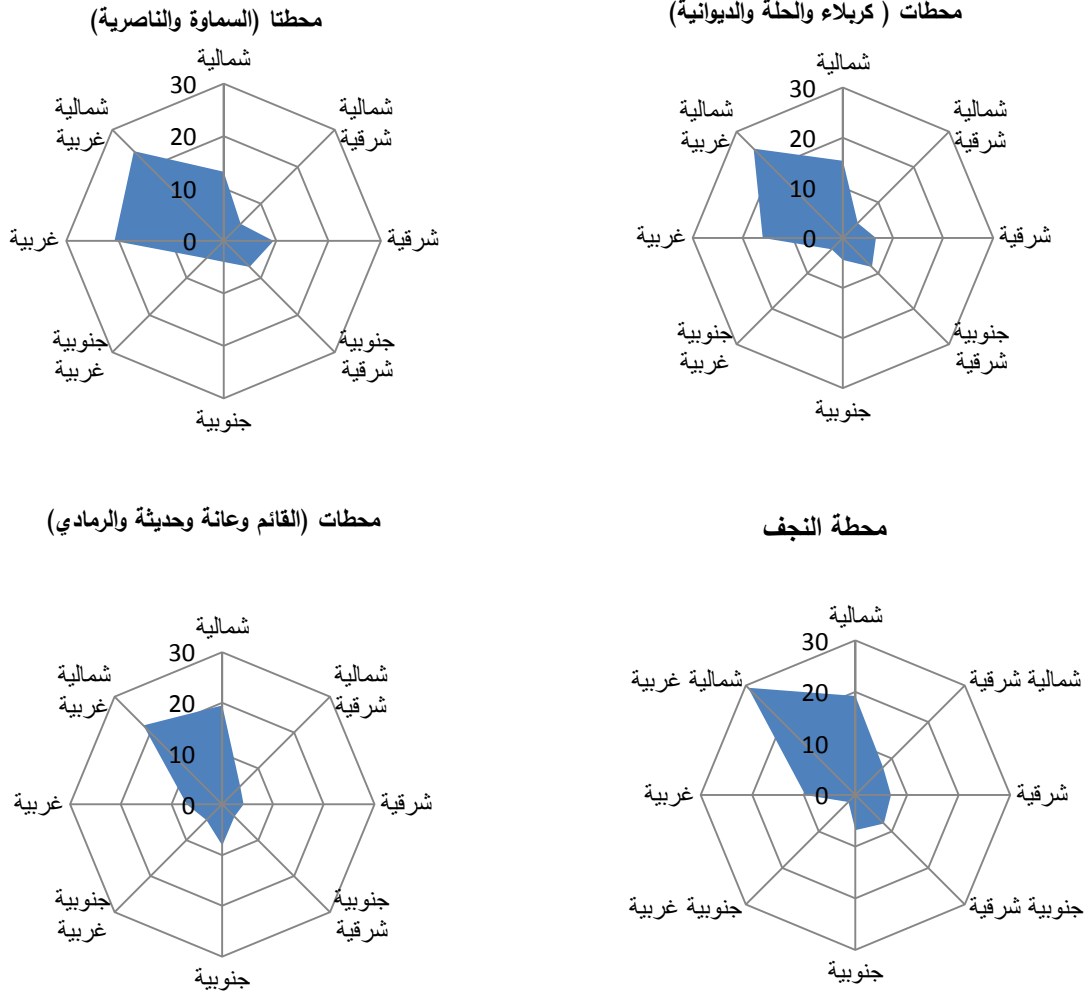 محطات ( كربلاء والحلة والديوانية)
شمالية
30
شمالية
شرقية
شرقية
جنوبية
شرقية
جنوبية
جنوبية
غربية
غربية
شمالية
غربية
20
10
0
محطتا (السماوة والناصرية)
شمالية
30
شمالية
شرقية
شرقية
جنوبية
شرقية
جنوبية
جنوبية
غربية
غربية
شمالية
غربية
20
10
0
محطة النجف
شمالية
30
شمالية شرقية
شرقية
جنوبية شرقية
جنوبية
جنوبية غربية
غربية
شمالية غربية
20
10
0
محطات (القائم وعانة وحديثة والرمادي)
شمالية
30
شمالية
شرقية
شرقية
جنوبية
شرقية
جنوبية
جنوبية
غربية
غربية
شمالية
غربية
20
10
0